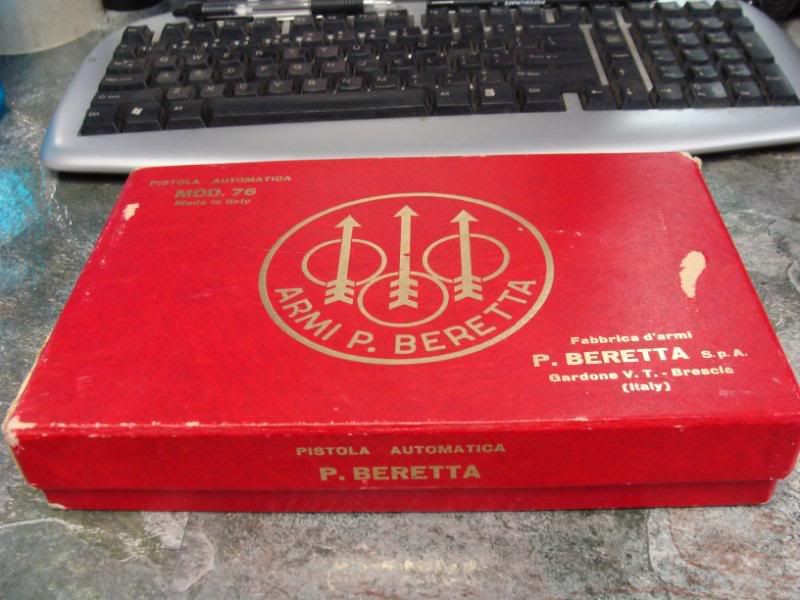 PISTOLA AUTOMATICA
MOD. 76
Made in Italy
ARMI P. BERETTA
Fabbrica d'armi
P. BERETTA S.p.A.
Gardone V. T. - Brescia
(Italy)
PISTOLA AUTOMATICA
P. BERETTA